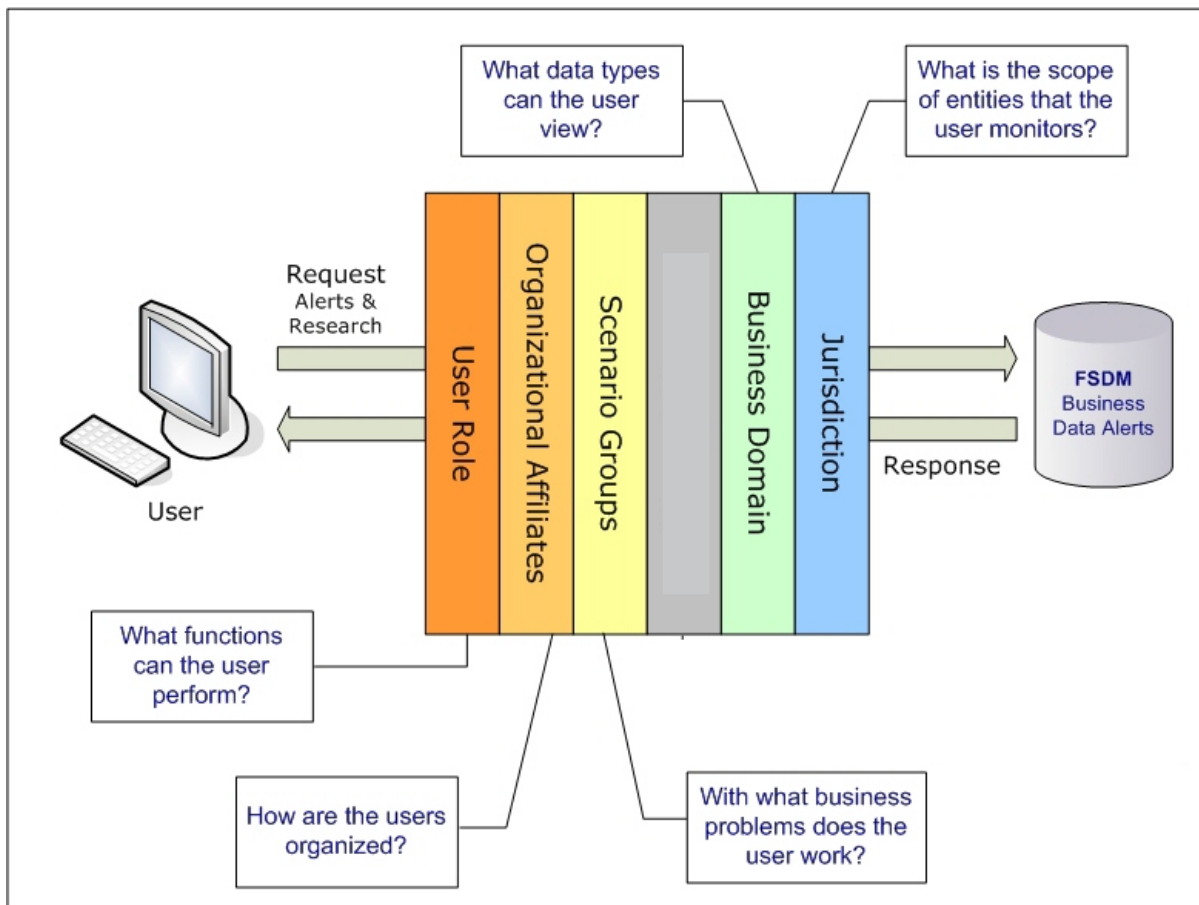 What data types
can the user
view?
What is the scope
of entities that the
user monitors?
Request
Alerts &
Research
User
User Role
Organizational Affiliates
Scenario Groups
Business Domain
Jurisdiction
Response
FSDM
Business
Data Alerts
What functions
can the user
perform?
How are the users
organized?
With what business
problems does the
user work?